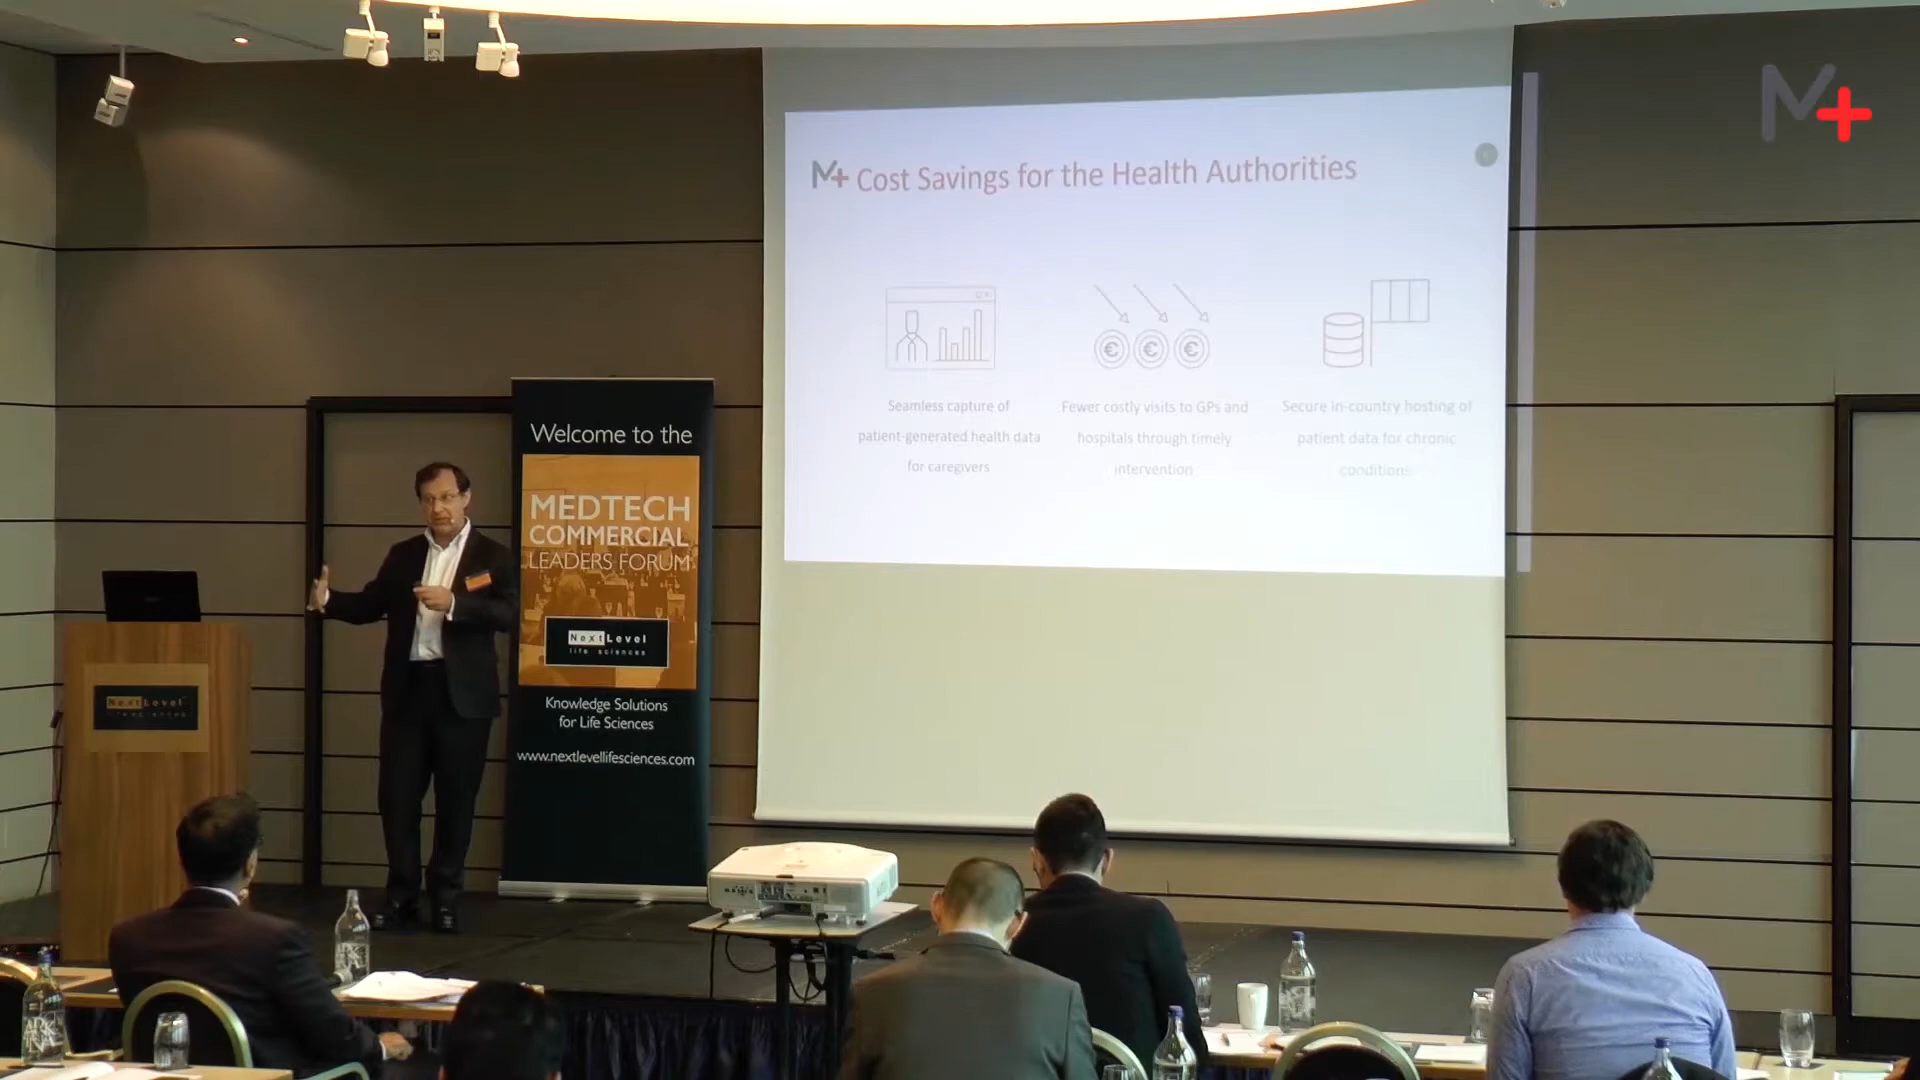 M+
M+ Cost Savings for the Health Authorities
Seamless capture of
patient-generated health data
for caregivers
Fewer costly visits to GPs and
hospitals through timely
intervention
Secure in-country hosting of
patient data for chronic
conditions
Welcome to the
MEDTECH
COMMERCIAL
LEADERS FORUM
NextLevel
life sciences
Knowledge Solutions
for Life Sciences
www.nextlevellifesciences.com
NextLevel